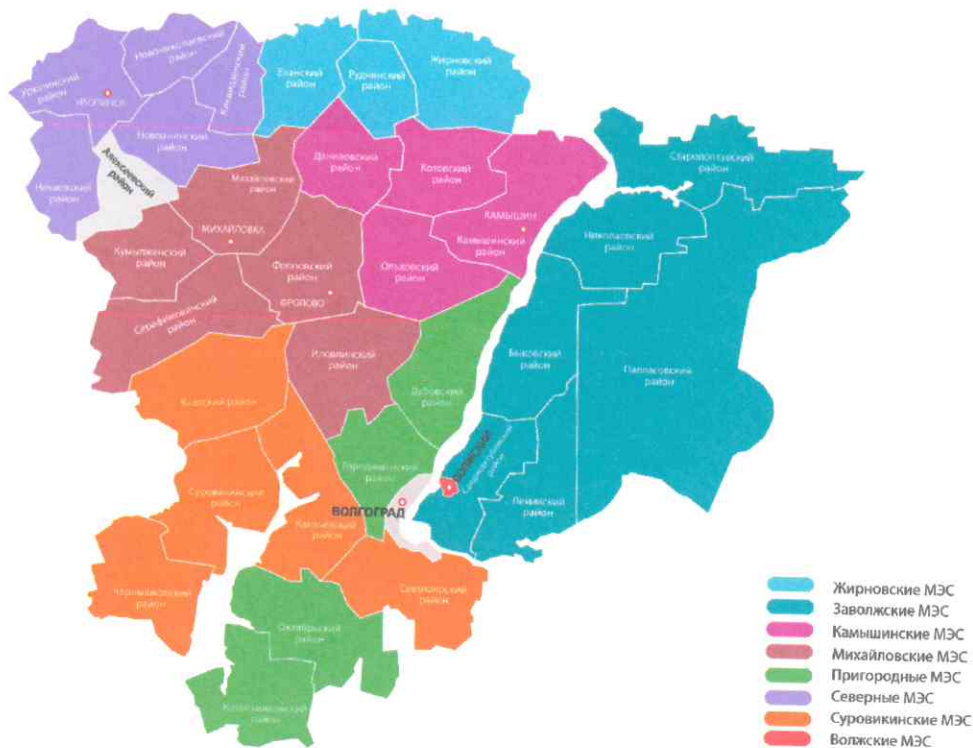 Новониколаевский
район
Урюпинский
район
УРЮПИНСК
Киквидзенский
район
Новоаннинский
район
Нехаевский
район
Алексеевский
район
Еланский
район
Руднянский
район
Жирновский
район
Даниловский
район
Котовский
район
Михайловский
район
МИХАЙЛОВКА
КАМЫШИН
Камышинский
район
Старополтавский
район
Николаевский
район
Кумылженский
район
Фроловский
район
ФРОЛОВО
Ольховский
район
Серафимовичский
район
Иловлинский
район
Дубовский
район
Быковский
район
Палласовский
район
Клетский район
Городищенский
район
ВОЛЖСКИЙ
Среднеахтубинский
район
Ленинский
район
ВОЛГОГРАД
Суровикинский
район
Калачевский
район
Чернышковский
район
Светлоярский
район
Октябрьский
район
Котельниковский
район
Жирновские МЭС
Заволжские МЭС
Камышинские МЭС
Михайловские МЭС
Пригородные МЭС
Северные МЭС
Суровикинские МЭС
Волжские МЭС